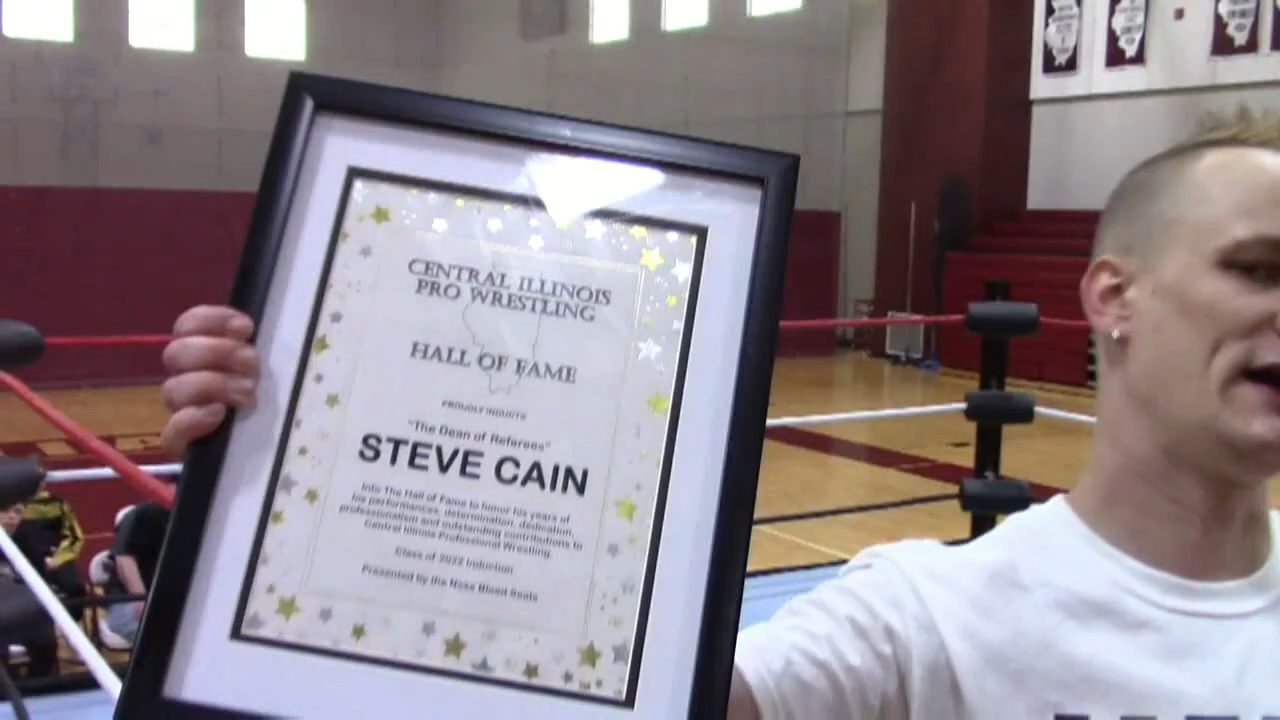 CENTRAL ILLINOIS
PRO WRESTLING
HALL OF FAME
PROUDLY INDUCTS
"The Dean of Referees"
STEVE CAIN
Into The Hall of Fame to honor his years of
his performances, determination, dedication,
professionalism and outstanding contributions to
Central Illinois Professional Wrestling
Class of 2022 Induction
Presented by the Nose Bleed Seats